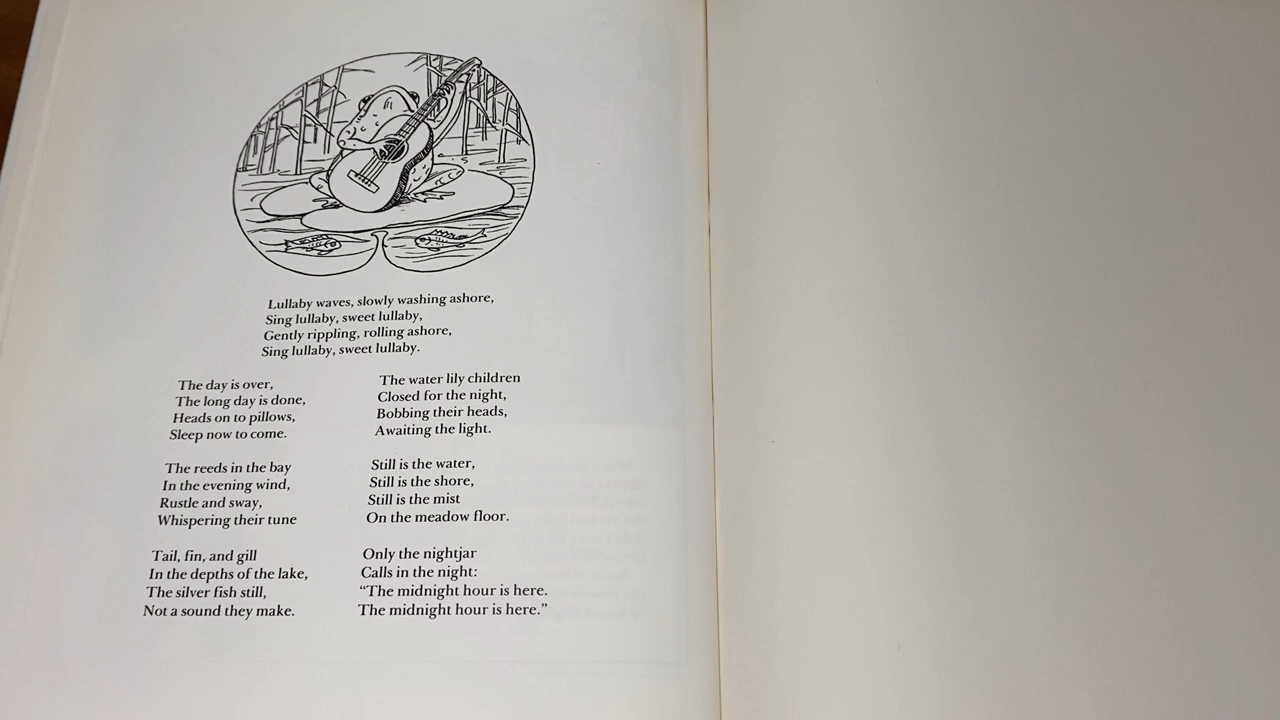 Lullaby waves, slowly washing ashore,
Sing lullaby, sweet lullaby,
Gently rippling, rolling ashore,
Sing lullaby, sweet lullaby.
The day is over,
The long day is done,
Heads on to pillows,
Sleep now to come.
The reeds in the bay
In the evening wind,
Rustle and sway,
Whispering their tune
Tail, fin, and gill
In the depths of the lake,
The silver fish still,
Not a sound they make.
The water lily children
Closed for the night,
Bobbing their heads,
Awaiting the light.
Still is the water,
Still is the shore,
Still is the mist
On the meadow floor.
Only the nightjar
Calls in the night:
“The midnight hour is here.
The midnight hour is here.”